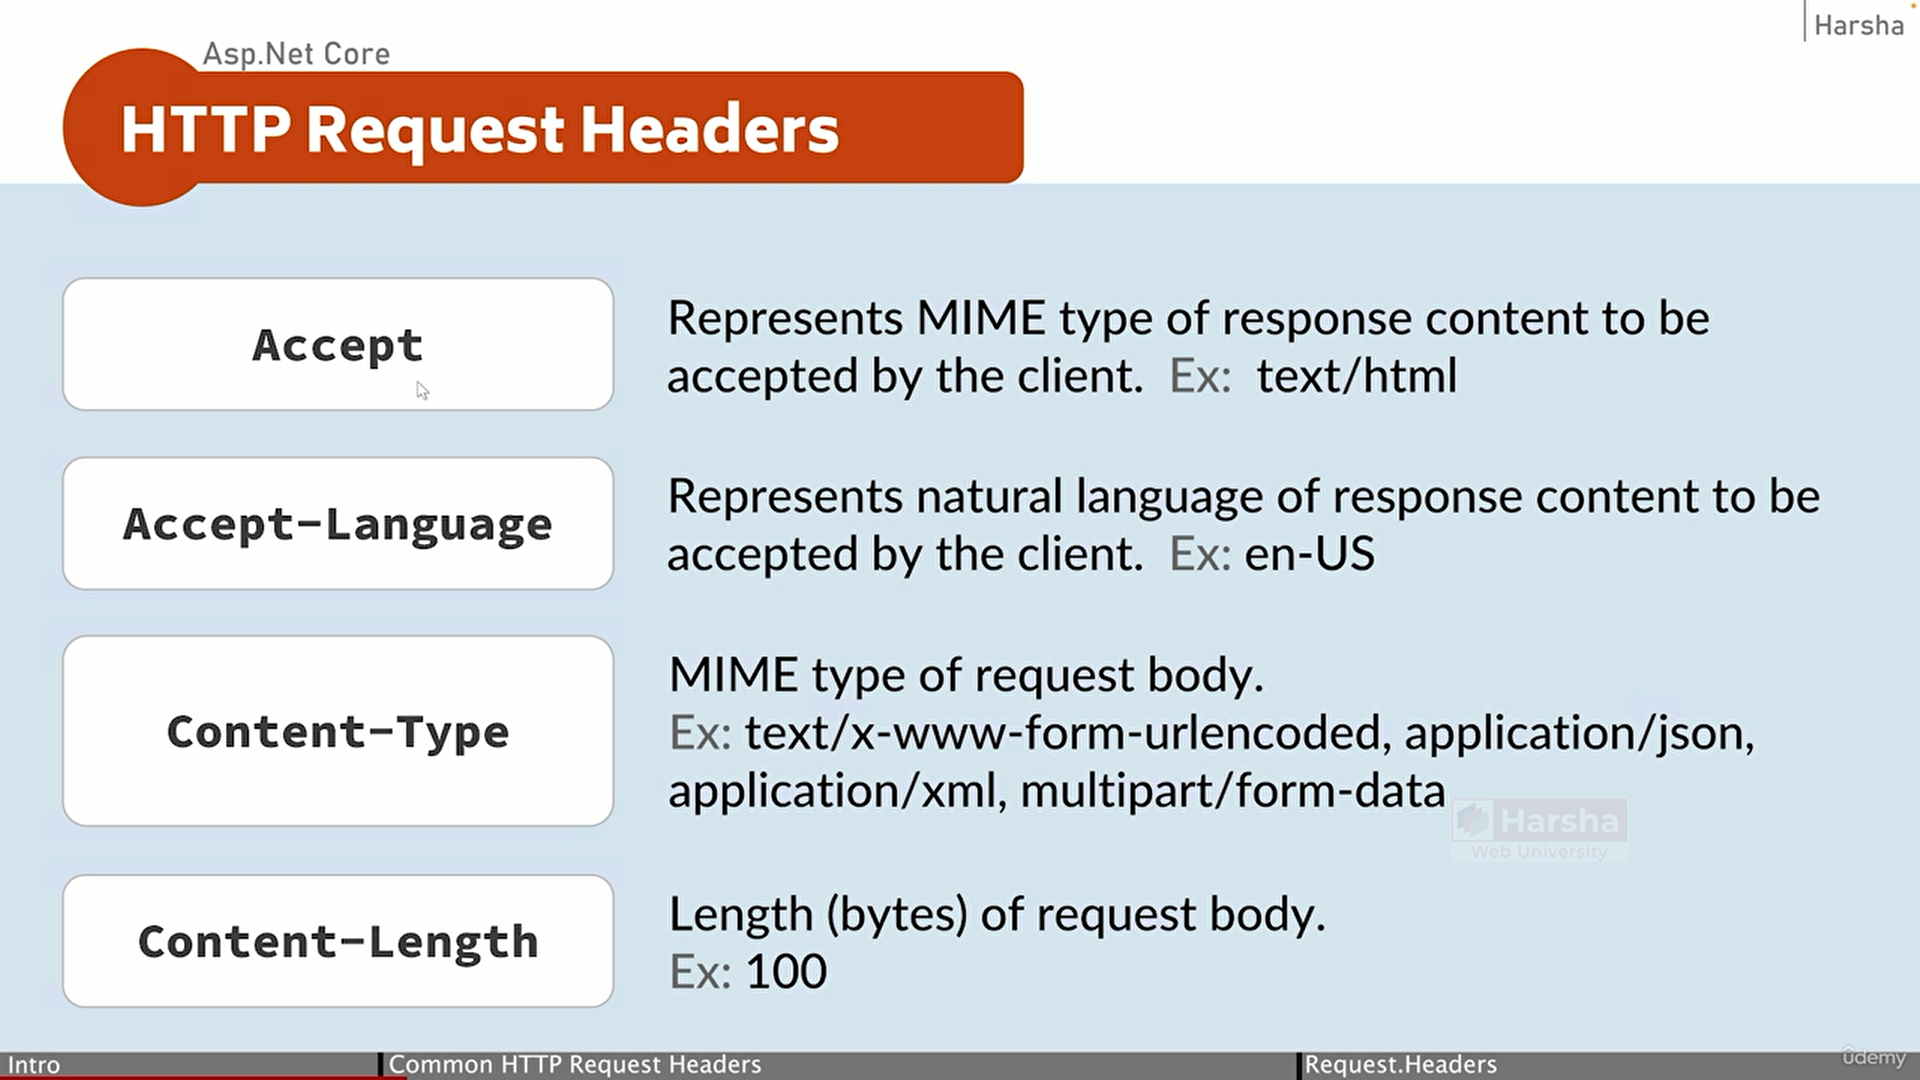 Asp.Net Core
Harsha
HTTP Request Headers
Accept
Represents MIME type of response content to be
accepted by the client. Ex: text/html
Accept-Language
Represents natural language of response content to be
accepted by the client. Ex: en-US
Content-Type
MIME type of request body.
Ex: text/x-www-form-urlencoded, application/json,
application/xml, multipart/form-data
Harsha
Web University
Content-Length
Length (bytes) of request body.
Ex: 100
Intro
Common HTTP Request Headers
Request.Headers
ûdemy